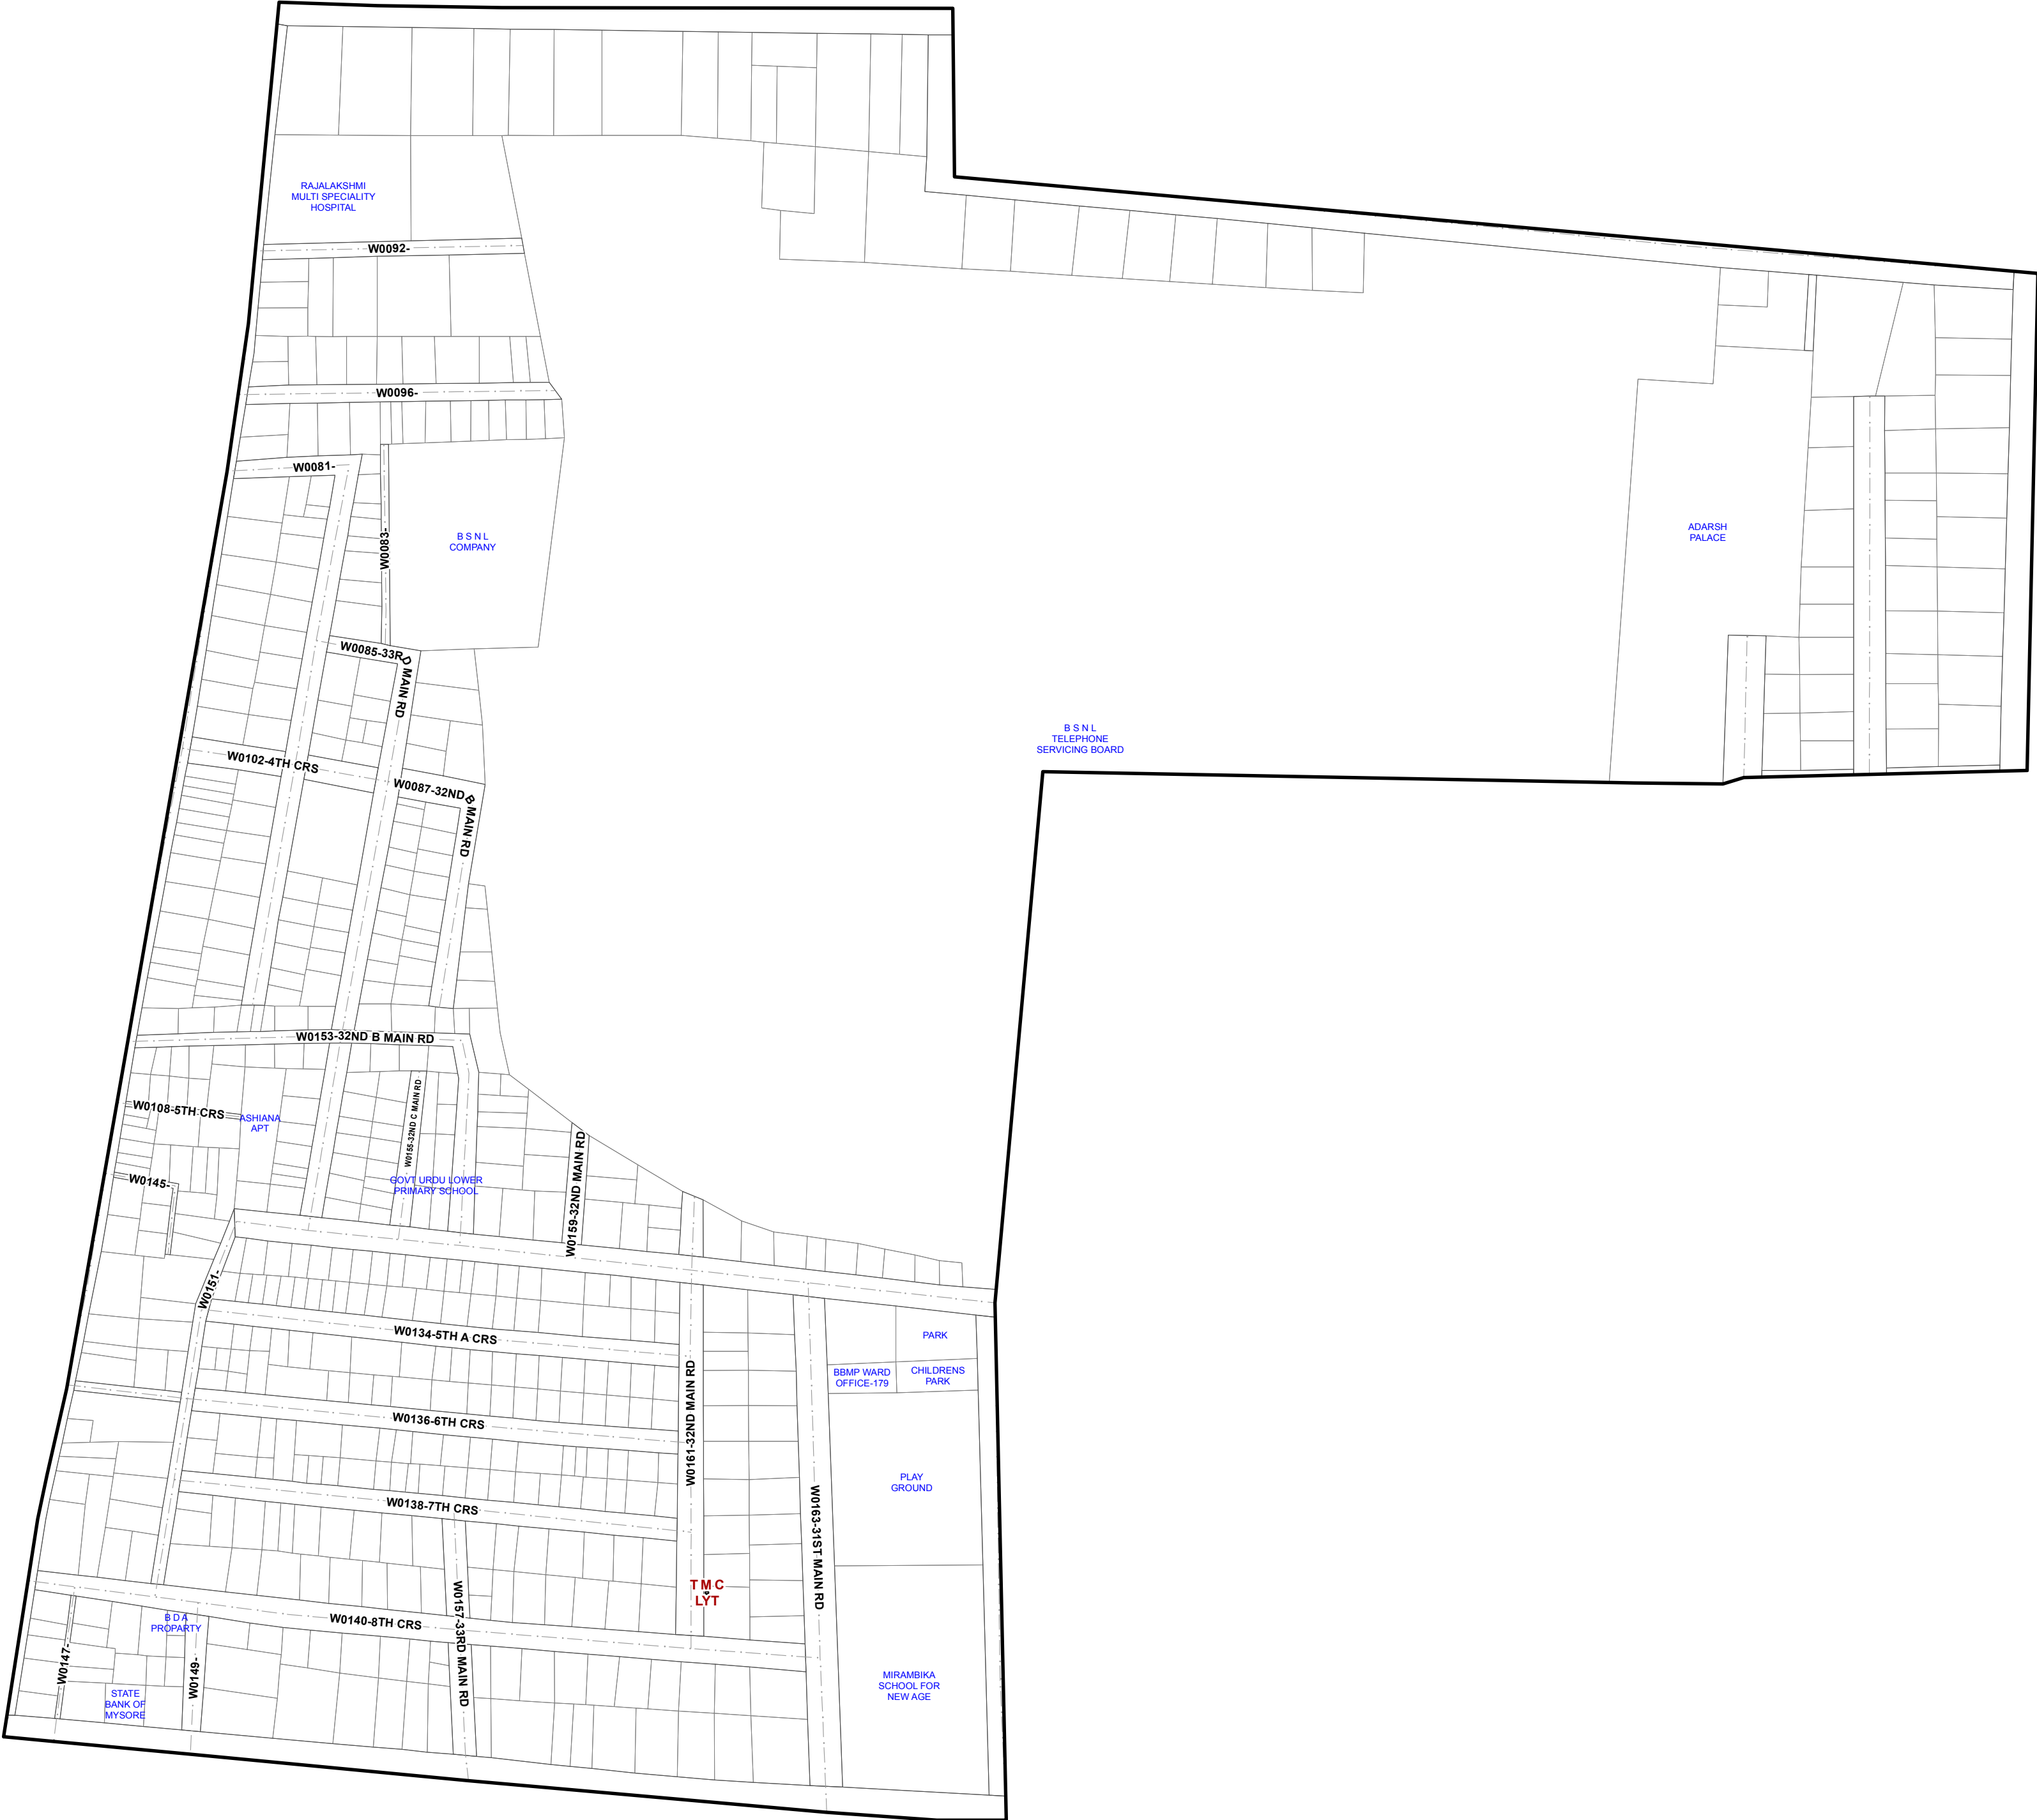 RAJALAKSHMI
MULTI SPECIALITY
HOSPITAL
W0092-
W0096-
W0081-
W0083-
B S N L
COMPANY
ADARSH
PALACE
W0085-33RD MAIN RD
B S N L
TELEPHONE
SERVICING BOARD
W0102-4TH CRS
W0087-32ND B MAIN RD
W0153-32ND B MAIN RD
W0108-5TH CRS
ASHIANA
APT
W0155-32ND C MAIN RD
W0145-
GOVT URDU LOWER
PRIMARY SCHOOL
W0159-32ND MAIN RD
W0151-
W0134-5TH A CRS
PARK
BBMP WARD
OFFICE-179
CHILDRENS
PARK
W0161-32ND MAIN RD
W0136-6TH CRS
PLAY
GROUND
W0138-7TH CRS
W0163-31ST MAIN RD
T M C
LYT
W0157-33RD MAIN RD
W0140-8TH CRS
B D A
PROPARTY
W0147-
W0149-
STATE
BANK OF
MYSORE
MIRAMBIKA
SCHOOL FOR
NEW AGE